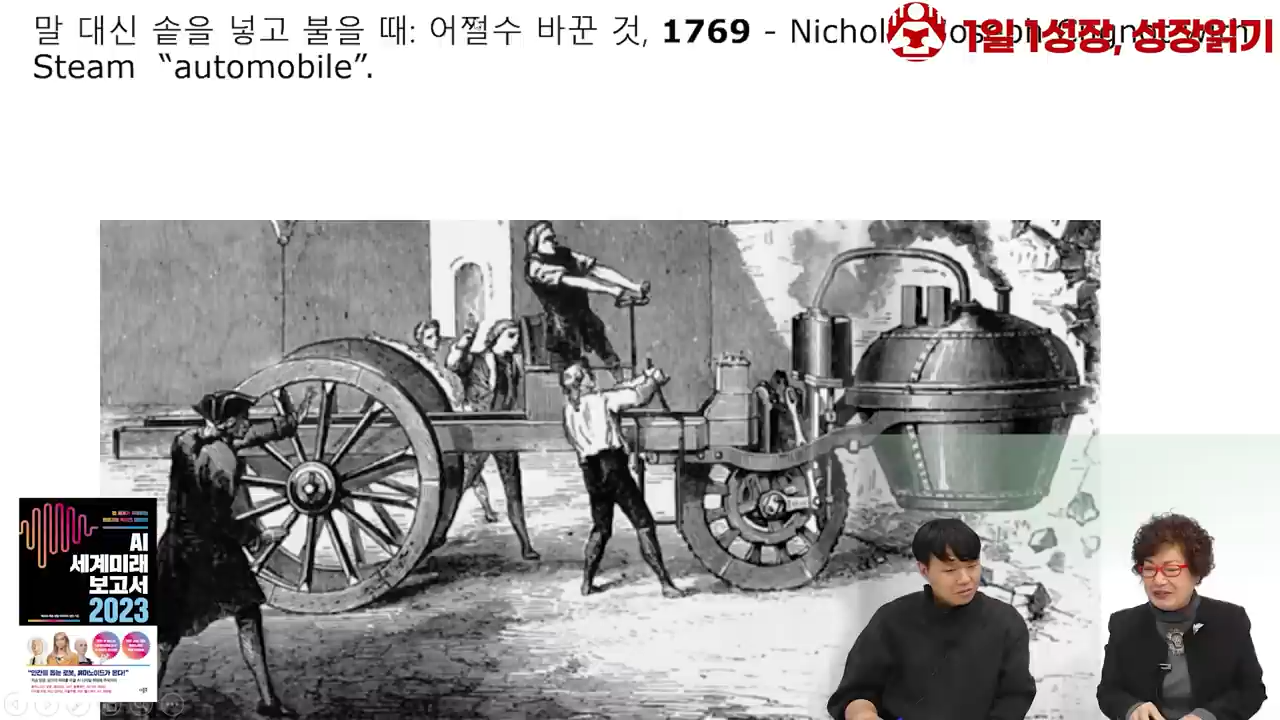 말 대신 솥을 넣고 불을 때: 어쩔수 바꾼 것, 1769 - Nichol
Steam “automobile”.
1일 1성장, 성장읽기
AI
세계미래
보고서
2023